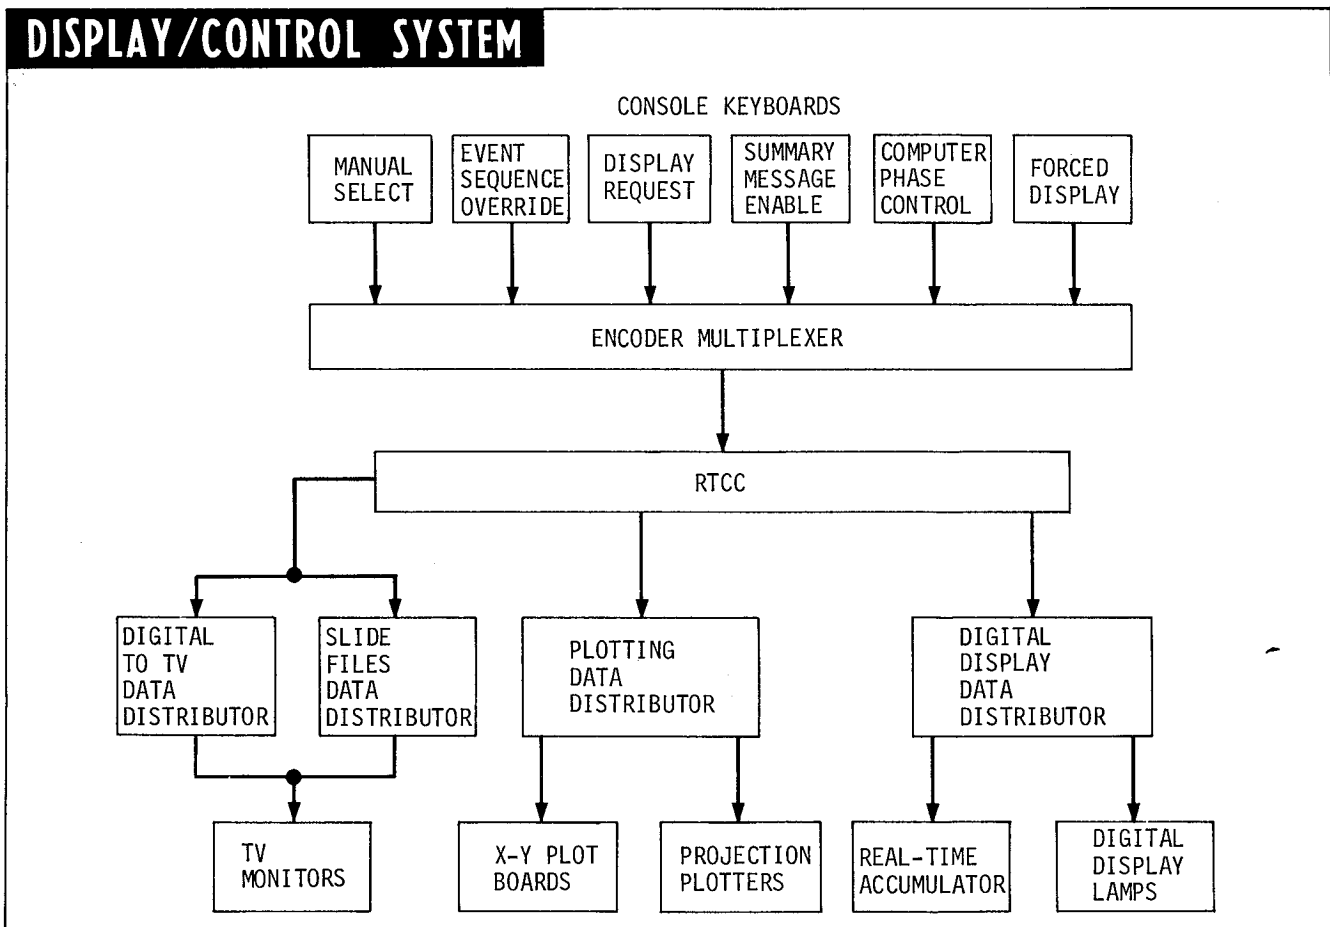 DISPLAY/CONTROL SYSTEM
CONSOLE KEYBOARDS
MANUAL
SELECT
EVENT
SEQUENCE
OVERRIDE
DISPLAY
REQUEST
SUMMARY
MESSAGE
ENABLE
COMPUTER
PHASE
CONTROL
FORCED
DISPLAY
ENCODER MULTIPLEXER
RTCC
DIGITAL
TO TV
DATA
DISTRIBUTOR
SLIDE
FILES
DATA
DISTRIBUTOR
PLOTTING
DATA
DISTRIBUTOR
DIGITAL
DISPLAY
DATA
DISTRIBUTOR
TV
MONITORS
X-Y PLOT
BOARDS
PROJECTION
PLOTTERS
REAL-TIME
ACCUMULATOR
DIGITAL
DISPLAY
LAMPS